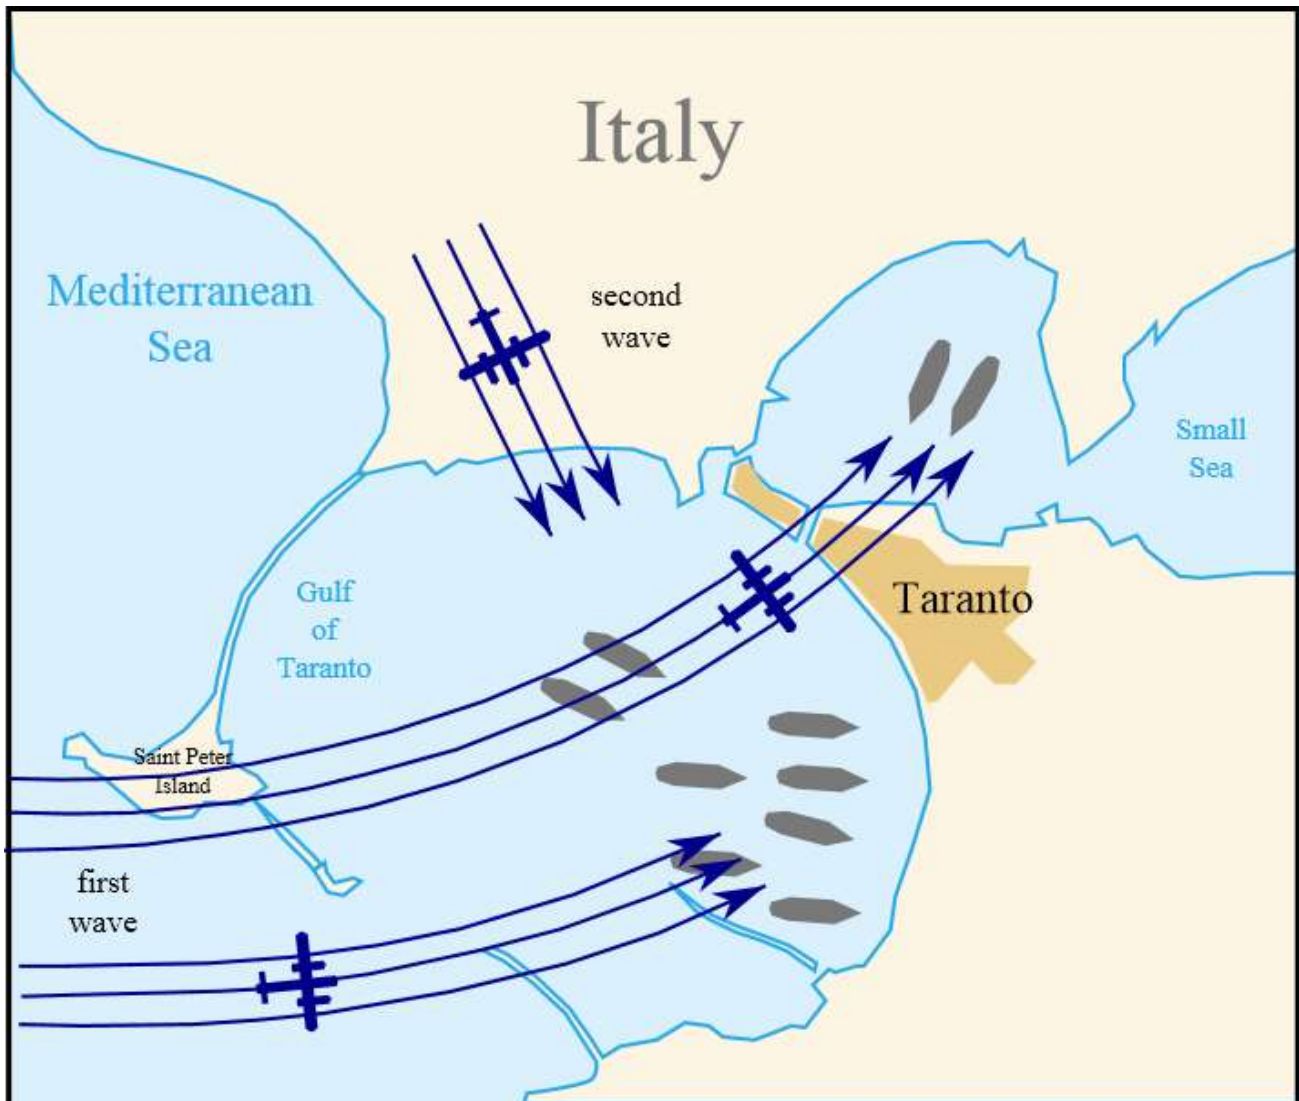 Italy
Mediterranean
Sea
second
wave
Small
Sea
Gulf
of
Taranto
Taranto
Saint Peter
Island
first
wave